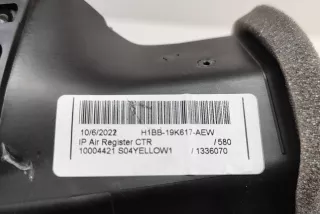 10/6/2022 H1BB-19K617-AEW
IP Air Register CTR /580
10004421 S04YELLOW1 /1336070